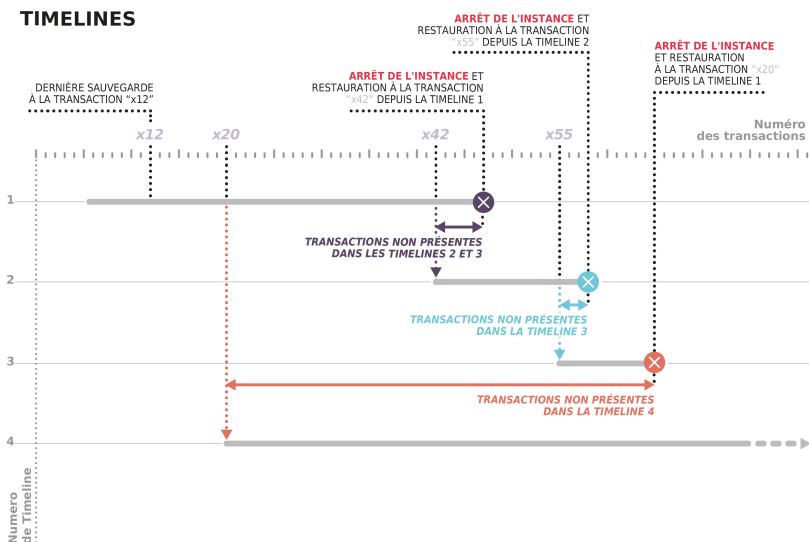 TIMELINES
ARRÊT DE L'INSTANCE ET
RESTAURATION À LA TRANSACTION
“x55” DEPUIS LA TIMELINE 2
ARRÊT DE L'INSTANCE
ET RESTAURATION
À LA TRANSACTION “x20”
DEPUIS LA TIMELINE 1
ARRÊT DE L'INSTANCE ET
RESTAURATION À LA TRANSACTION
“x42” DEPUIS LA TIMELINE 1
DERNIÈRE SAUVEGARDE
À LA TRANSACTION “x12”
Numéro
des transactions
x12
x20
x42
x55
1
TRANSACTIONS NON PRÉSENTES
DANS LES TIMELINES 2 ET 3
2
TRANSACTIONS NON PRÉSENTES
DANS LA TIMELINE 3
3
TRANSACTIONS NON PRÉSENTES
DANS LA TIMELINE 4
4
Numero
de Timeline